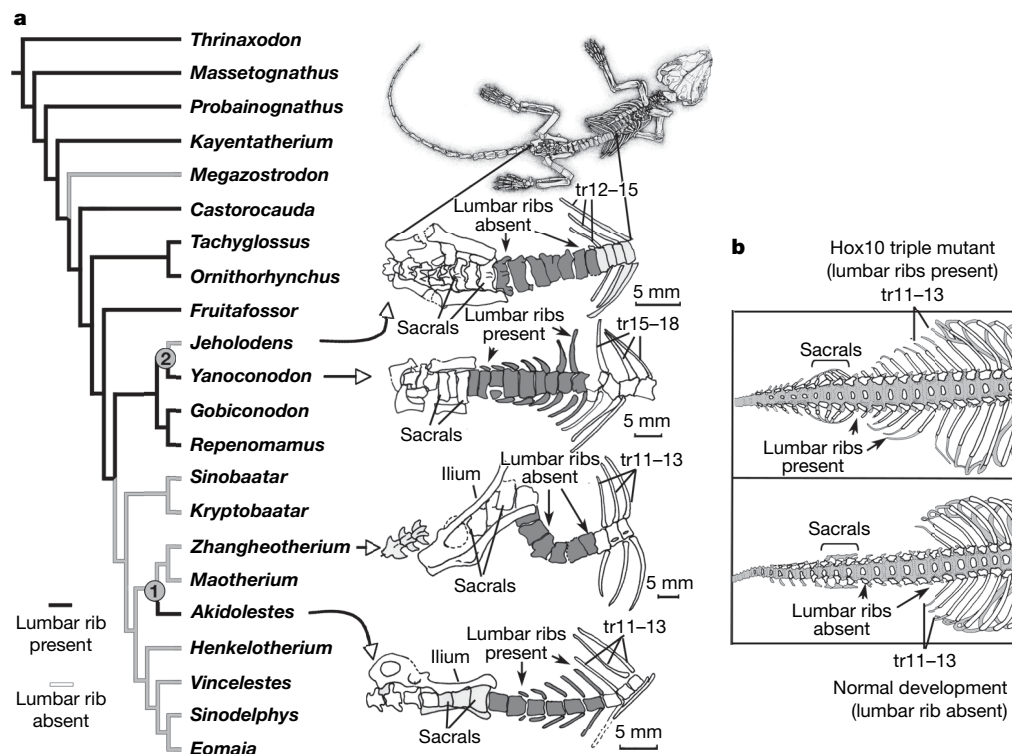 a
Thrinaxodon
Massetognathus
Probainognathus
Kayentatherium
Megazostrodon
Castorocauda
Tachyglossus
Ornithorhynchus
Fruitafossor
Jeholodens
2
Yanoconodon
Gobiconodon
Repenomamus
Sinobaatar
Kryptobaatar
Zhangheotherium
Maotherium
1
Akidolestes
Henkelotherium
Vincelestes
Sinodelphys
Eomaia
Lumbar rib
present
Lumbar rib
absent
tr12–15
Lumbar ribs
absent
Sacrals
5 mm
Lumbar ribs
present
tr15–18
Sacrals
5 mm
Ilium
Lumbar ribs
absent
tr11–13
Sacrals
5 mm
Ilium
Lumbar ribs
present
tr11–13
Sacrals
5 mm
b
Hox10 triple mutant
(lumbar ribs present)
tr11–13
Sacrals
Lumbar ribs
present
Sacrals
Lumbar ribs
absent
tr11–13
Normal development
(lumbar rib absent)